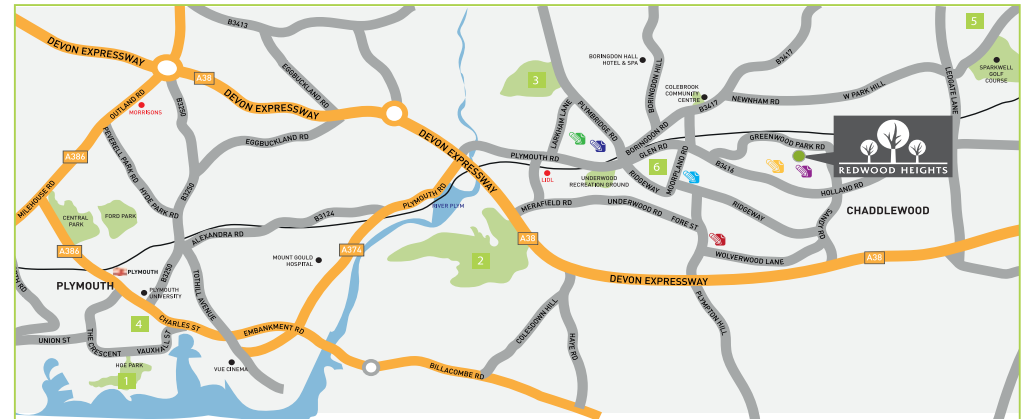 B3413
DEVON EXPRESSWAY
A38
EGGBUCKLAND RD
DEVON EXPRESSWAY
OUTLAND RD
MORRISONS
B3250
A386
PEVERELL PARK RD
HYDE PARK RD
EGGBUCKLAND RD
B1250
MILEHOUSE RD
CENTRAL
PARK
FORD PARK
A386
ALEXANDRA RD
B3124
PLYMOUTH
PLYMOUTH
PLYMOUTH
UNIVERSITY
B3250
TOTHILL AVENUE
MOUNT GOULD
HOSPITAL
A374
PLYMOUTH RD
RIVER PLYM
DEVON EXPRESSWAY
4
CHARLES ST
EMBANKMENT RD
UNION ST
THE CRESCENT
VAUXHALL ST
HOE PARK
1
VUE CINEMA
BILLACOMBE RD
COLESDOWN HILL
HAYE RD
2
A38
DEVON EXPRESSWAY
3
BORINGDON HALL
HOTEL & SPA
BORINGDON HILL
COLEBROOK
COMMUNITY
CENTRE
B3417
B3417
NEWNHAM RD
W PARK HILL
LEDGATE LANE
5
SPARKWELL
GOLF
COURSE
LARKHAM LANE
PLYMBRIDGE RD
BORINGDON RD
GLEN RD
PLYMOUTH RD
LIDL
UNDERWOOD
RECREATION GROUND
6
RIDGEWAY
MOORPLAND RD
B3416
GREENWOOD PARK RD
REDWOOD HEIGHTS
HOLLAND RD
CHADDLEWOOD
SANDY RD
RIDGEWAY
MERAFIELD RD
UNDERWOOD RD
FORE ST
WOLVERWOOD LANE
A38
PLYMPTON HILL